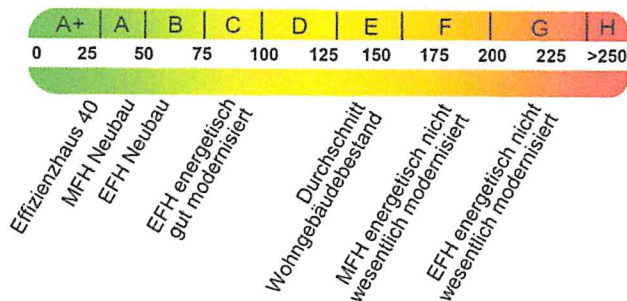 A+ A B C D E F G H
0 25 50 75 100 125 150 175 200 225 >250
Effizienzhaus 40
MFH Neubau
EFH Neubau
EFH energetisch
gut modernisiert
Durchschnitt
Wohngebäudebestand
MFH energetisch nicht
wesentlich modernisiert
EFH energetisch nicht
wesentlich modernisiert